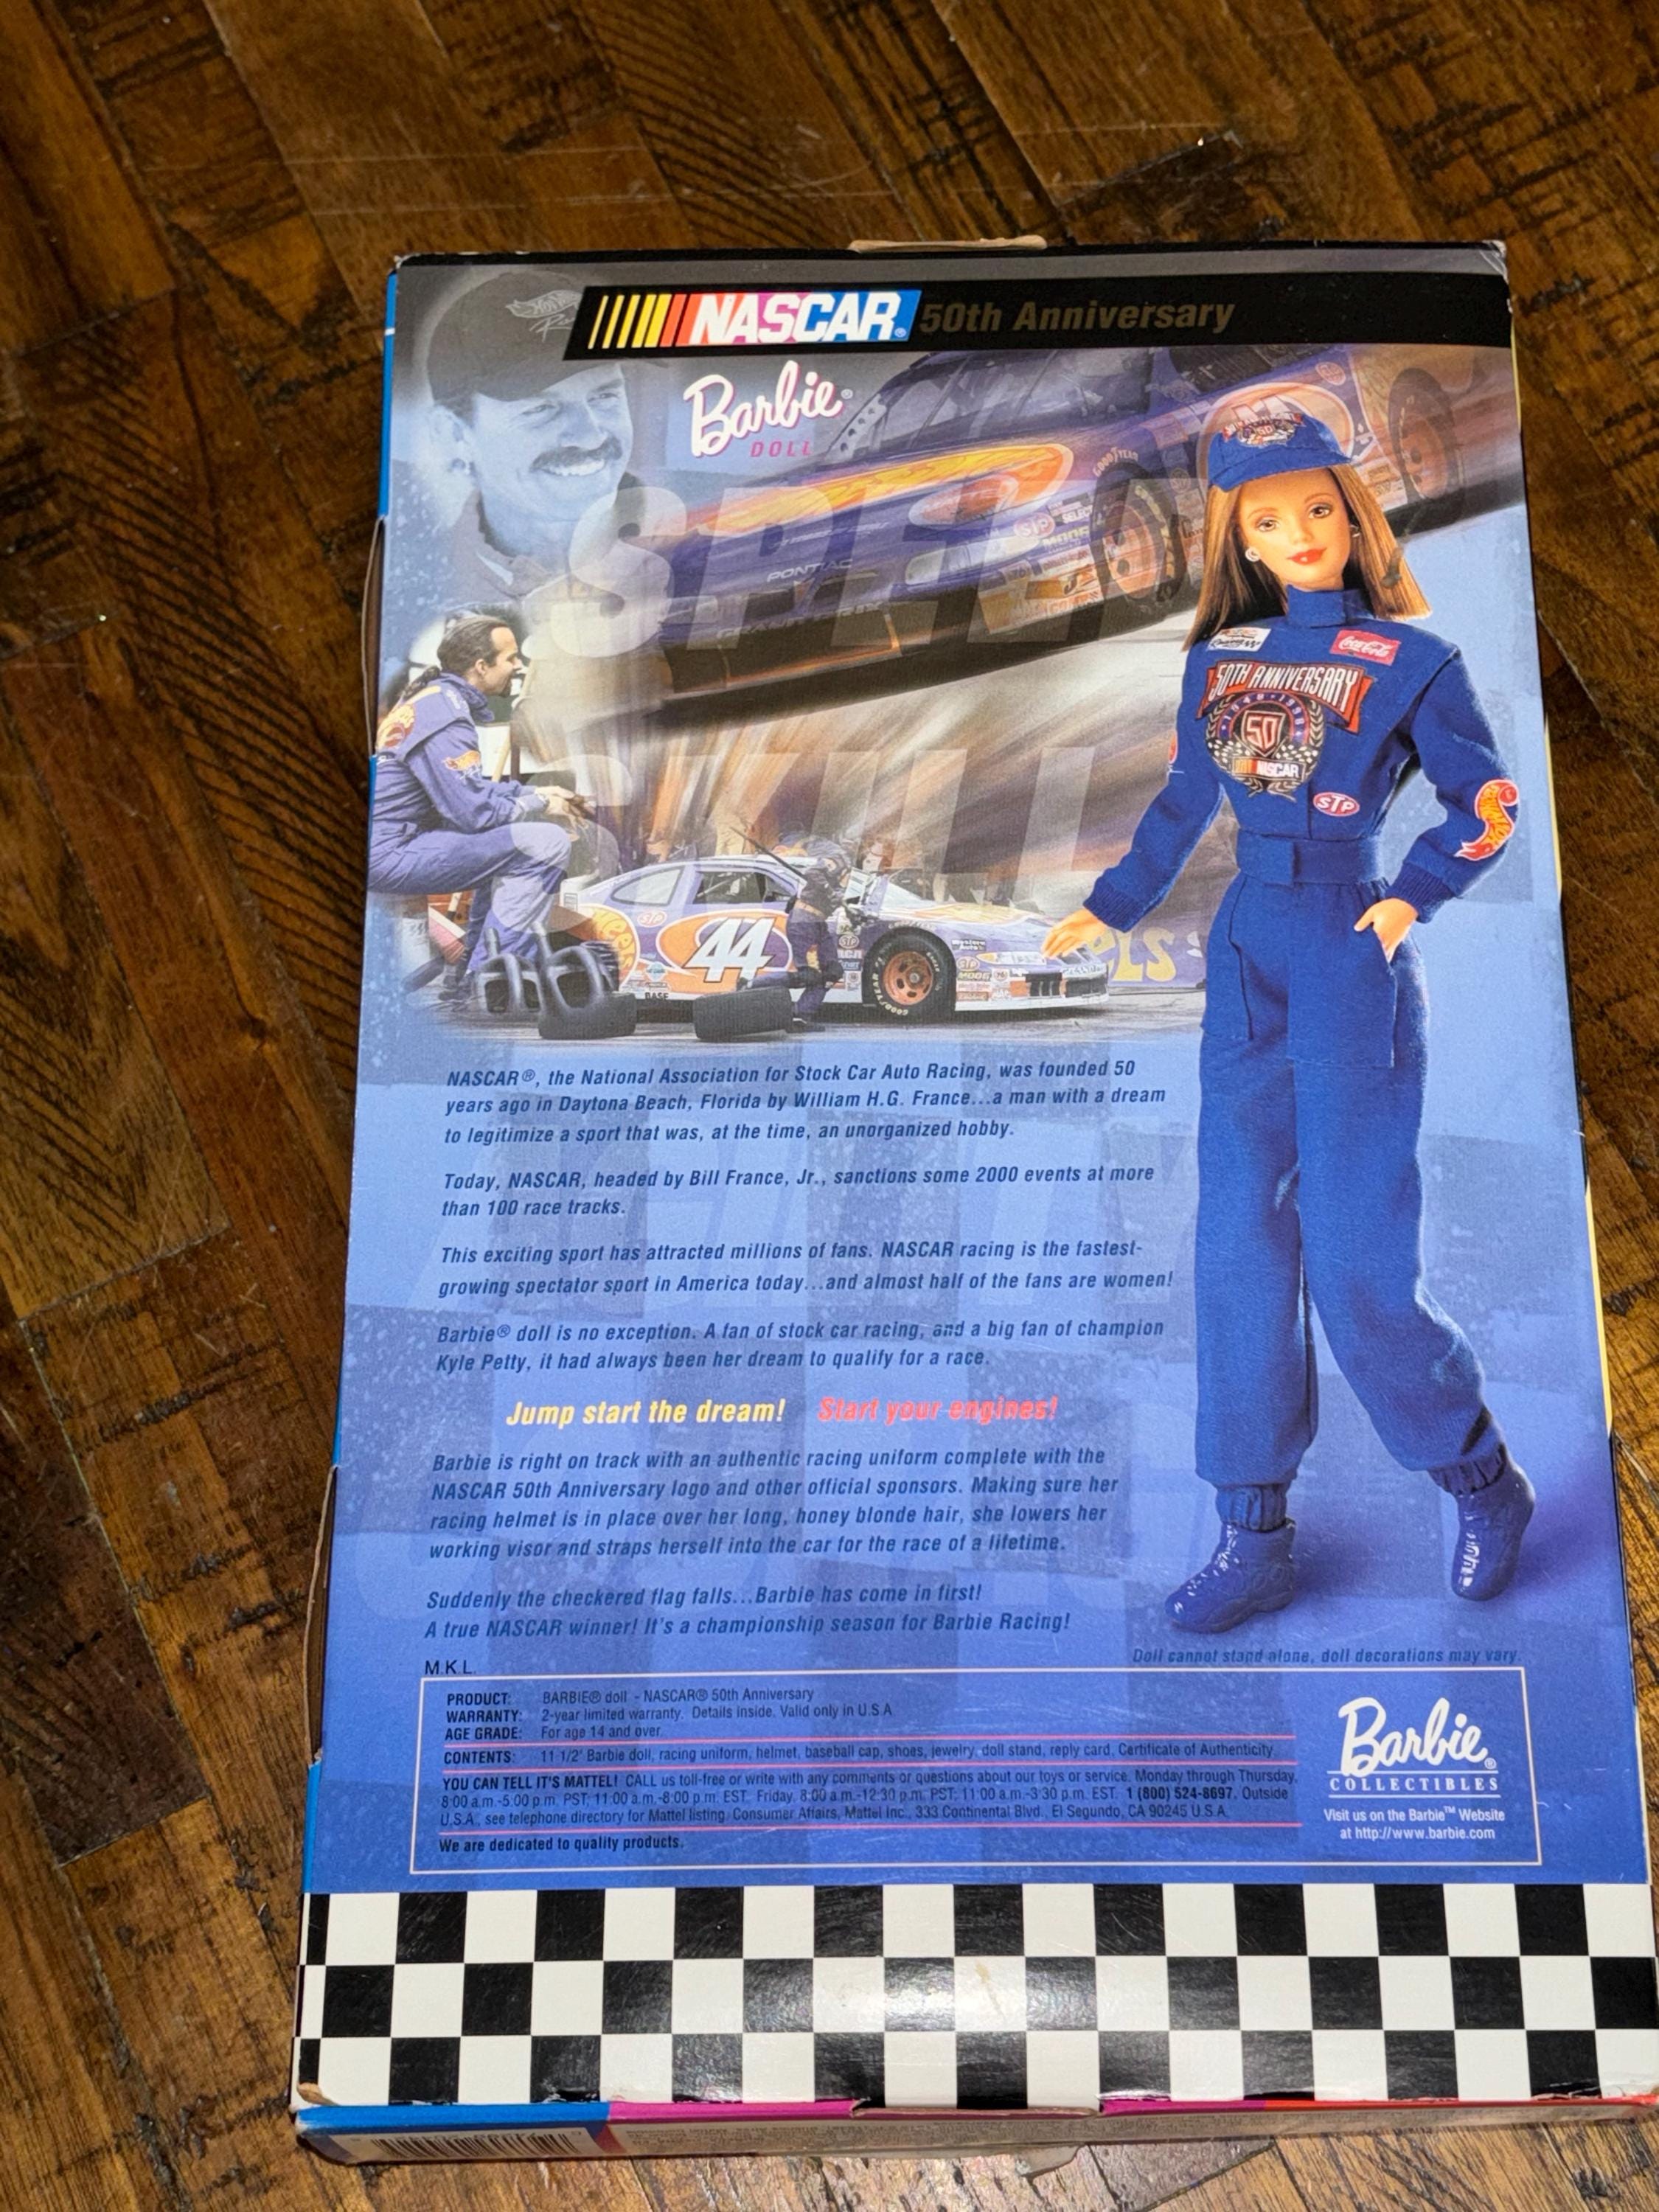 NASCAR® 50th Anniversary
Barbie®
DOLL
SPEED
SKILL
PONTIAC
GOODYEAR
STP
50TH ANNIVERSARY
1948 · 1998
50
NASCAR
Coca-Cola
STP
44
STP
NASCAR®, the National Association for Stock Car Auto Racing, was founded 50
years ago in Daytona Beach, Florida by William H.G. France...a man with a dream
to legitimize a sport that was, at the time, an unorganized hobby.
Today, NASCAR, headed by Bill France, Jr., sanctions some 2000 events at more
than 100 race tracks.
This exciting sport has attracted millions of fans. NASCAR racing is the fastest-
growing spectator sport in America today...and almost half of the fans are women!
Barbie® doll is no exception. A fan of stock car racing, and a big fan of champion
Kyle Petty, it had always been her dream to qualify for a race.
Jump start the dream! Start your engines!
Barbie is right on track with an authentic racing uniform complete with the
NASCAR 50th Anniversary logo and other official sponsors. Making sure her
racing helmet is in place over her long, honey blonde hair, she lowers her
working visor and straps herself into the car for the race of a lifetime.
Suddenly the checkered flag falls...Barbie has come in first!
A true NASCAR winner! It's a championship season for Barbie Racing!
Doll cannot stand alone, doll decorations may vary.
M.K.L.
PRODUCT: BARBIE® doll - NASCAR® 50th Anniversary
WARRANTY: 2-year limited warranty. Details inside. Valid only in U.S.A.
AGE GRADE: For age 14 and over.
CONTENTS: 11 1/2" Barbie doll, racing uniform, helmet, baseball cap, shoes, jewelry, doll stand, reply card, Certificate of Authenticity
YOU CAN TELL IT'S MATTEL! CALL us toll-free or write with any comments or questions about our toys or service. Monday through Thursday,
8:00 a.m.-5:00 p.m. PST; 11:00 a.m.-8:00 p.m. EST. Friday, 8:00 a.m.-12:30 p.m. PST; 11:00 a.m.-3:30 p.m. EST. 1 (800) 524-8697. Outside
U.S.A., see telephone directory for Mattel listing. Consumer Affairs, Mattel Inc., 333 Continental Blvd., El Segundo, CA 90245 U.S.A.
We are dedicated to quality products.
Barbie®
COLLECTIBLES
Visit us on the Barbie™ Website
at http://www.barbie.com